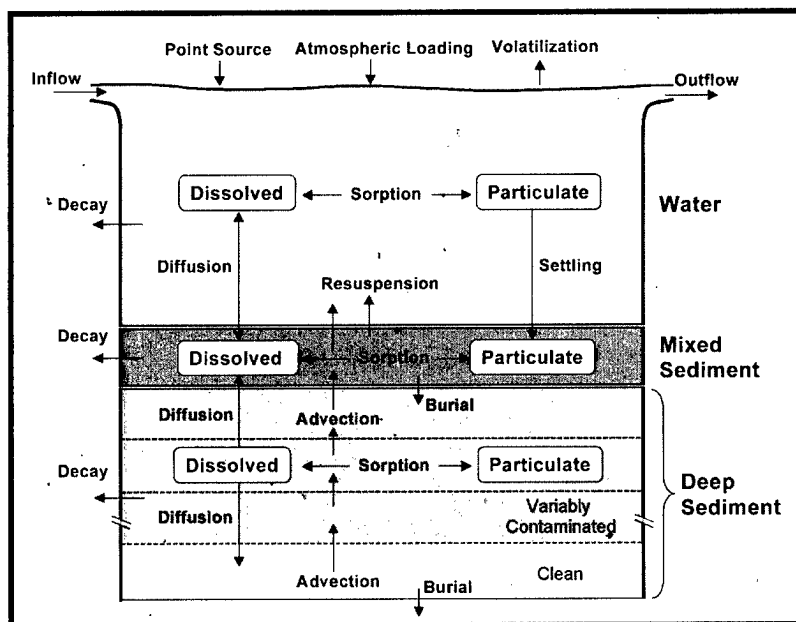 Point Source
Atmospheric Loading
Volatilization
Inflow
Outflow
Dissolved
Sorption
Particulate
Water
Decay
Diffusion
Settling
Resuspension
Decay
Dissolved
Sorption
Particulate
Mixed
Sediment
Diffusion
Advection
Burial
Decay
Dissolved
Sorption
Particulate
Deep
Sediment
Diffusion
Variably
Contaminated
Advection
Burial
Clean